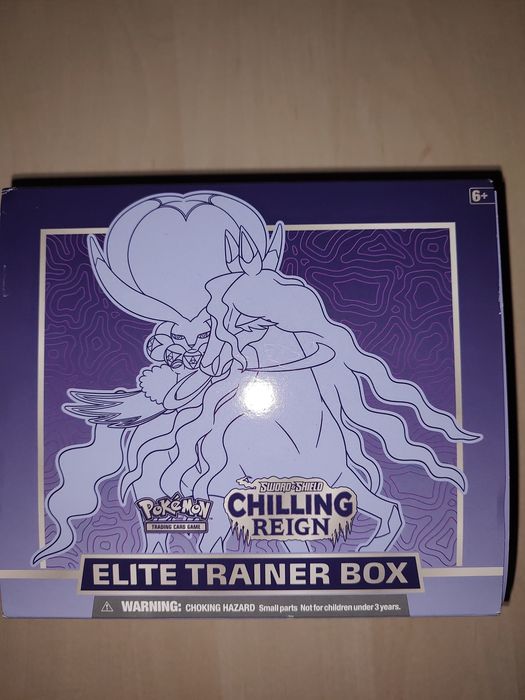 6+
POKéMON
TRADING CARD GAME
SWORD & SHIELD
CHILLING
REIGN
ELITE TRAINER BOX
WARNING: CHOKING HAZARD Small parts Not for children under 3 years.